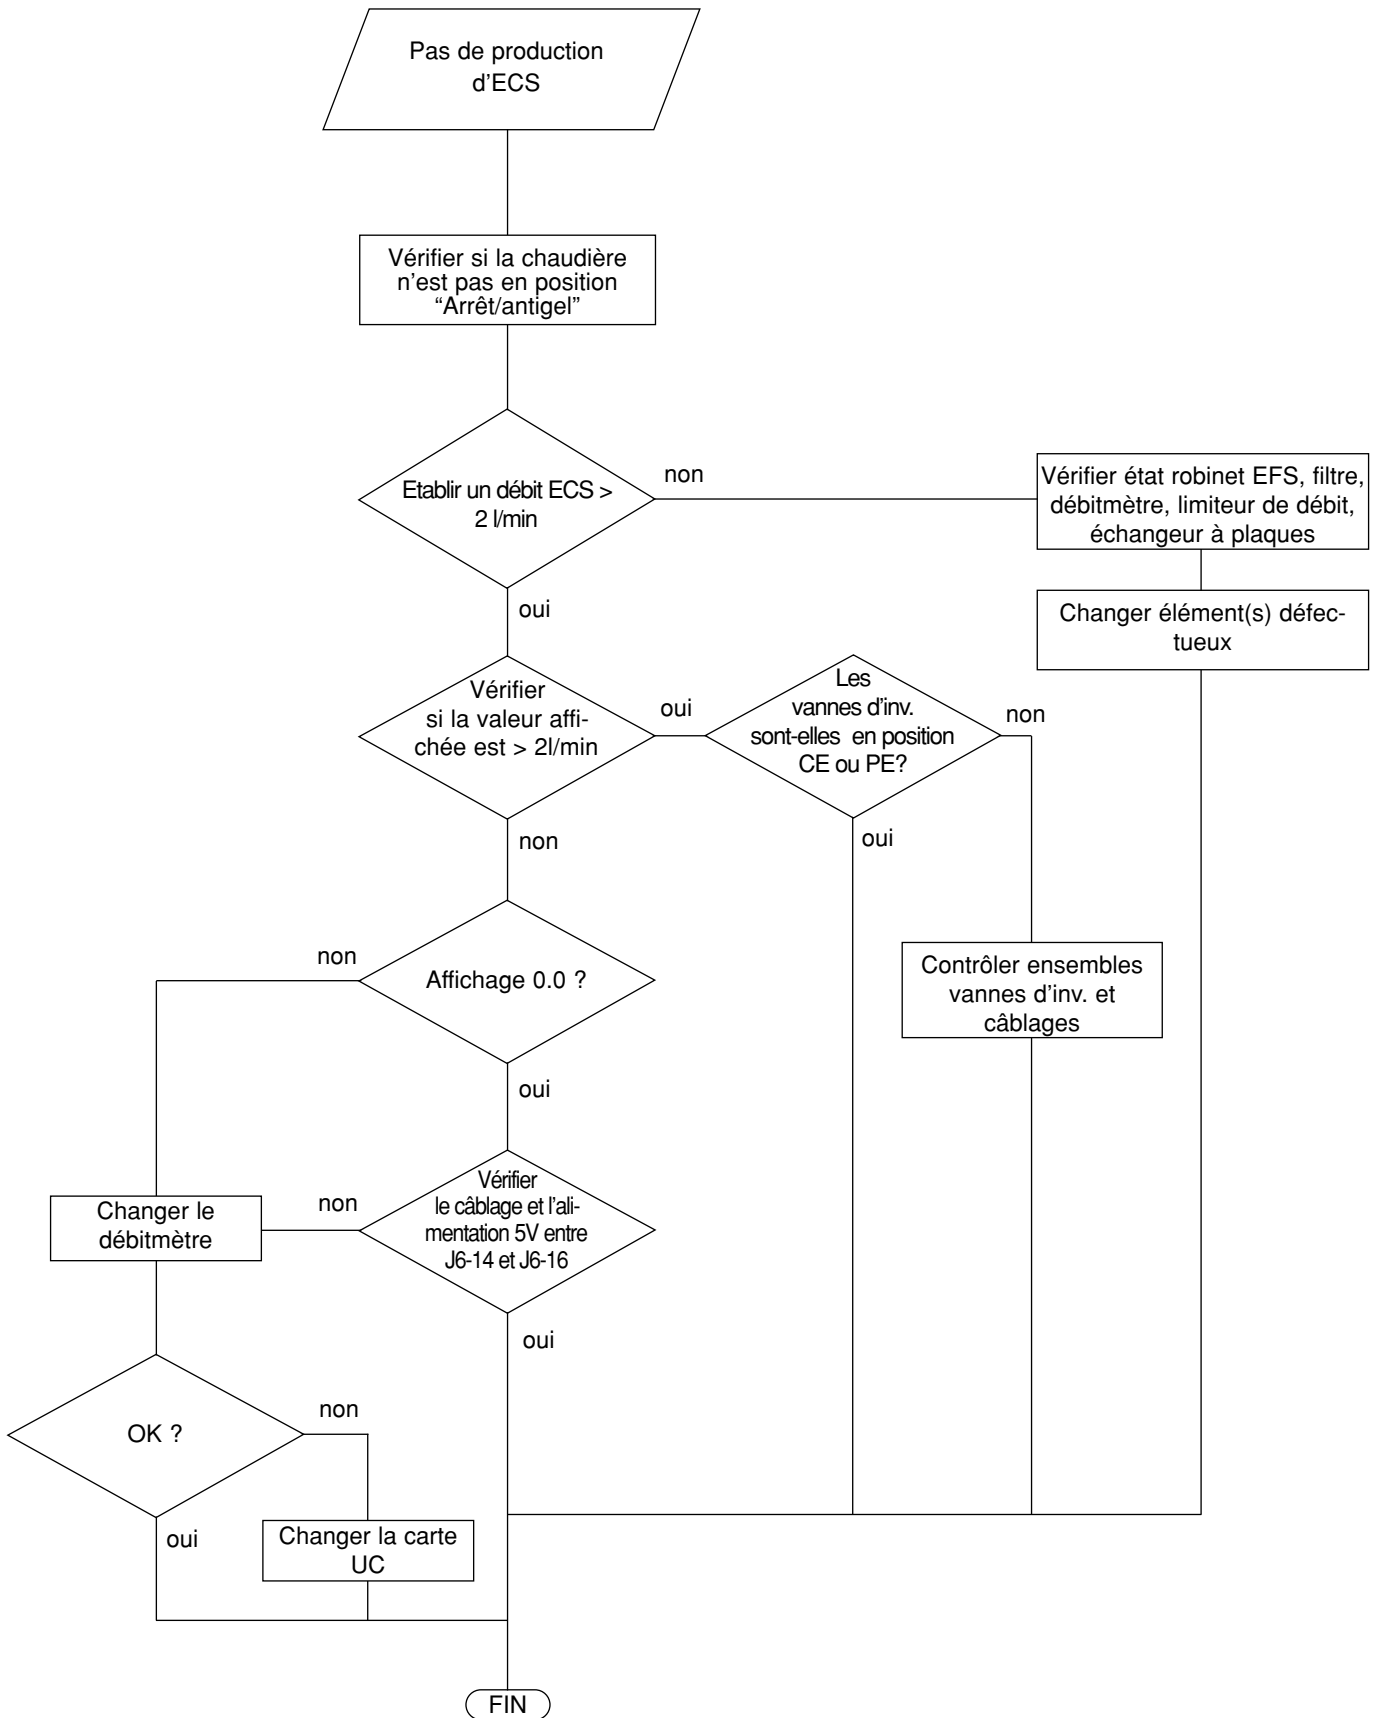 Pas de production
d’ECS
Vérifier si la chaudière
n’est pas en position
“Arrêt/antigel”
Etablir un débit ECS >
2 l/min
non
Vérifier état robinet EFS, filtre,
débitmètre, limiteur de débit,
échangeur à plaques
oui
Changer élément(s) défec-
tueux
Vérifier
si la valeur affi-
chée est > 2l/min
oui
Les
vannes d’inv.
sont-elles en position
CE ou PE?
non
non
oui
Affichage 0.0 ?
non
Contrôler ensembles
vannes d’inv. et
câblages
oui
Vérifier
le câblage et l’ali-
mentation 5V entre
J6-14 et J6-16
non
Changer le
débitmètre
oui
OK ?
non
oui
Changer la carte
UC
FIN